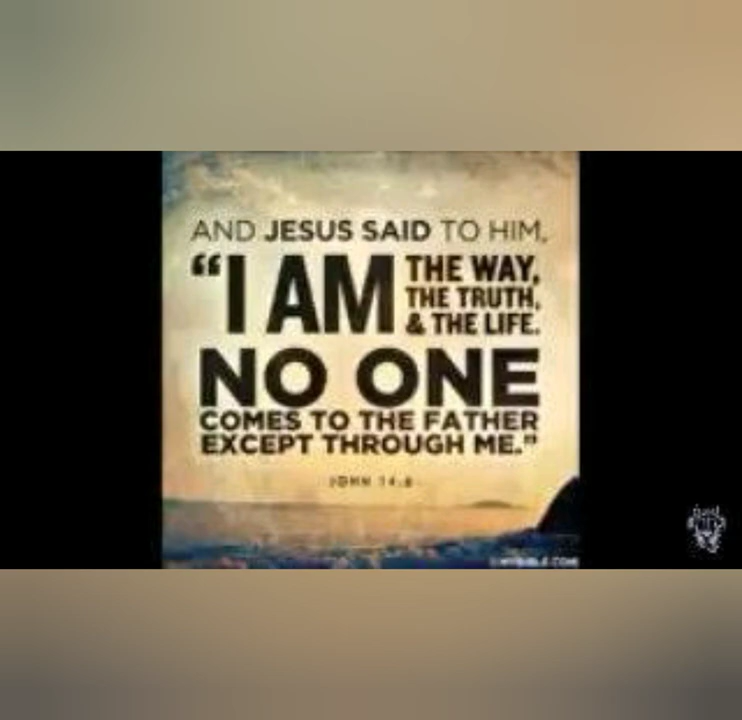 AND JESUS SAID TO HIM,
"I AM THE WAY,
THE TRUTH,
& THE LIFE.
NO ONE
COMES TO THE FATHER
EXCEPT THROUGH ME."
JOHN 14:6